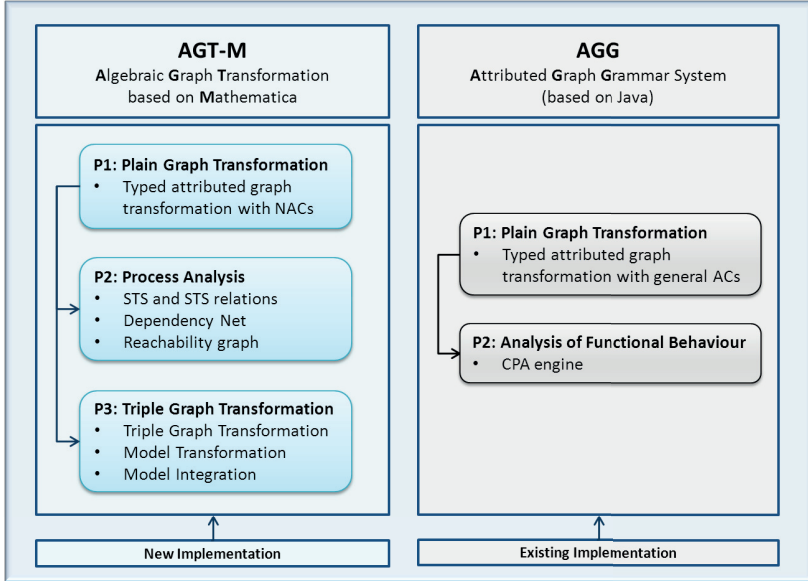 AGT-M
Algebraic Graph Transformation
based on Mathematica
P1: Plain Graph Transformation
• Typed attributed graph
transformation with NACs
P2: Process Analysis
• STS and STS relations
• Dependency Net
• Reachability graph
P3: Triple Graph Transformation
• Triple Graph Transformation
• Model Transformation
• Model Integration
New Implementation
AGG
Attributed Graph Grammar System
(based on Java)
P1: Plain Graph Transformation
• Typed attributed graph
transformation with general ACs
P2: Analysis of Functional Behaviour
• CPA engine
Existing Implementation